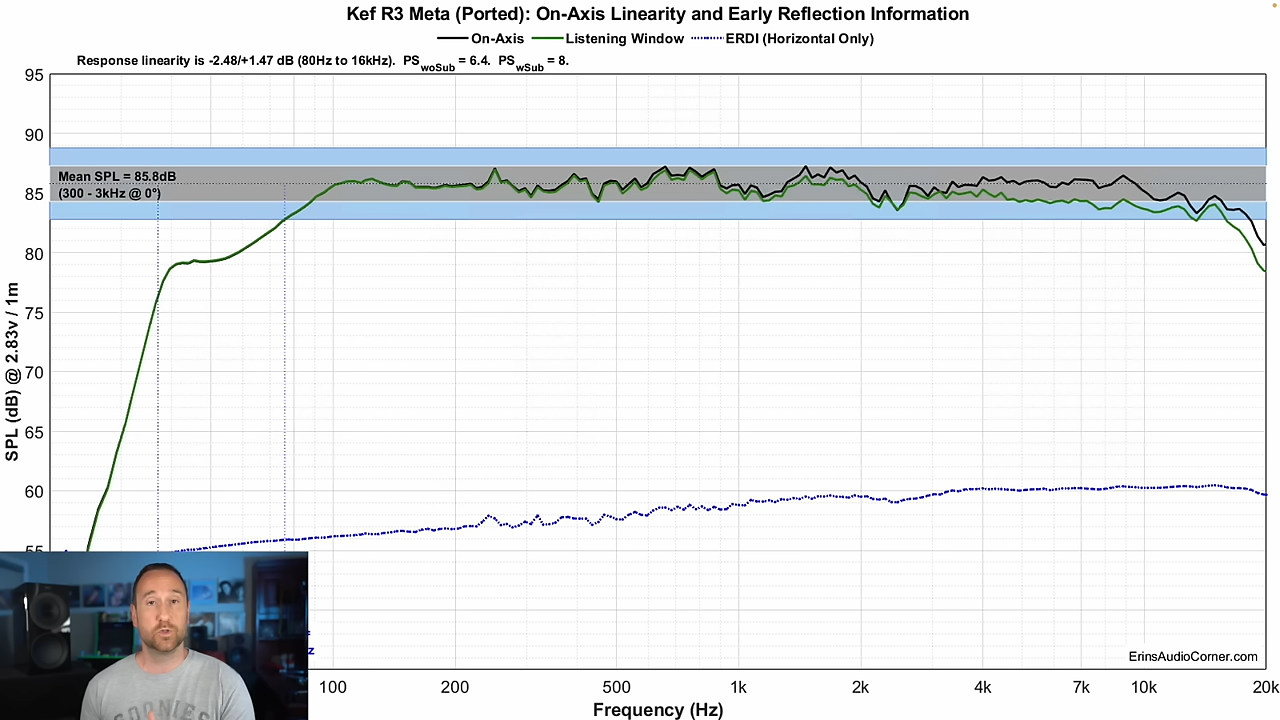 Kef R3 Meta (Ported): On-Axis Linearity and Early Reflection Information
On-Axis Listening Window ERDI (Horizontal Only)
Response linearity is -2.48/+1.47 dB (80Hz to 16kHz). PSwoSub = 6.4. PSwSub = 8.
95
90
Mean SPL = 85.8dB
(300 - 3kHz @ 0°)
85
80
75
70
65
60
55
SPL (dB) @ 2.83v / 1m
z
ErinsAudioCorner.com
100 200 500 1k 2k 4k 7k 10k 20k
Frequency (Hz)
GOONIES